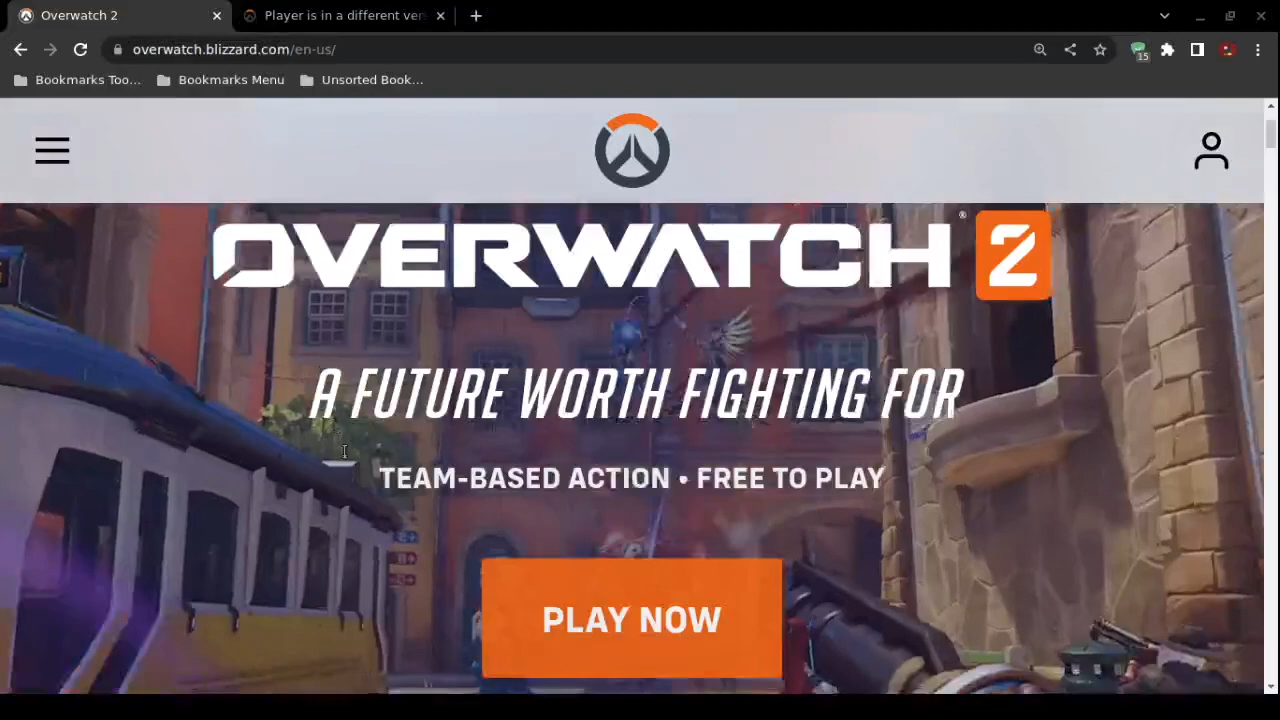 Overwatch 2
Player is in a different ver
overwatch.blizzard.com/en-us/
15
Bookmarks Too...
Bookmarks Menu
Unsorted Book...
OVERWATCH® 2
A FUTURE WORTH FIGHTING FOR
TEAM-BASED ACTION • FREE TO PLAY
PLAY NOW